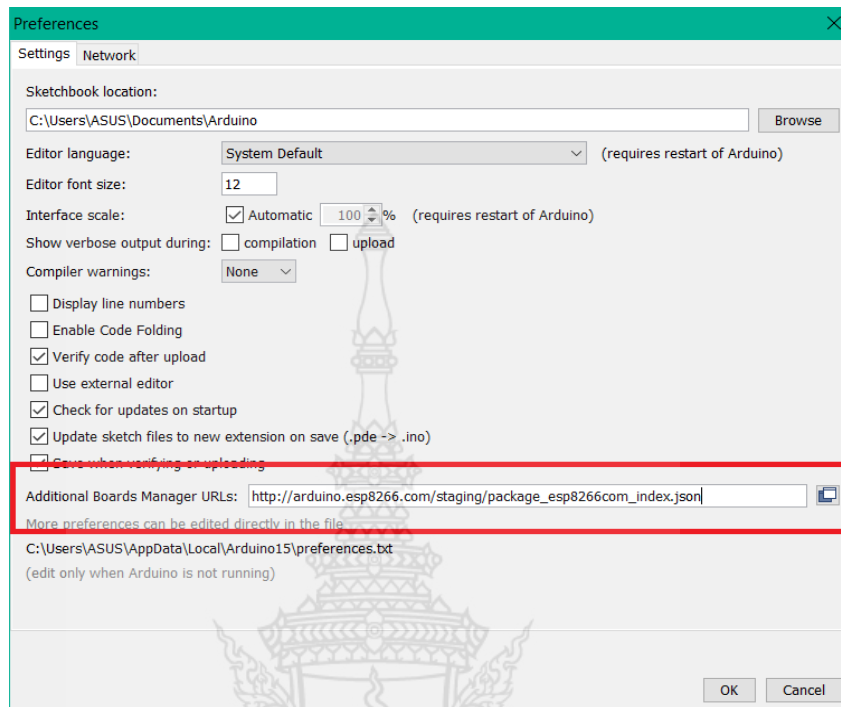 Preferences
Settings Network
Sketchbook location:
C:\Users\ASUS\Documents\Arduino Browse
Editor language: System Default (requires restart of Arduino)
Editor font size: 12
Interface scale: Automatic 100 % (requires restart of Arduino)
Show verbose output during: compilation upload
Compiler warnings: None
Display line numbers
Enable Code Folding
Verify code after upload
Use external editor
Check for updates on startup
Update sketch files to new extension on save (.pde -> .ino)
Save when verifying or uploading
Additional Boards Manager URLs: http://arduino.esp8266.com/staging/package_esp8266com_index.json
More preferences can be edited directly in the file
C:\Users\ASUS\AppData\Local\Arduino15\preferences.txt
(edit only when Arduino is not running)
OK Cancel